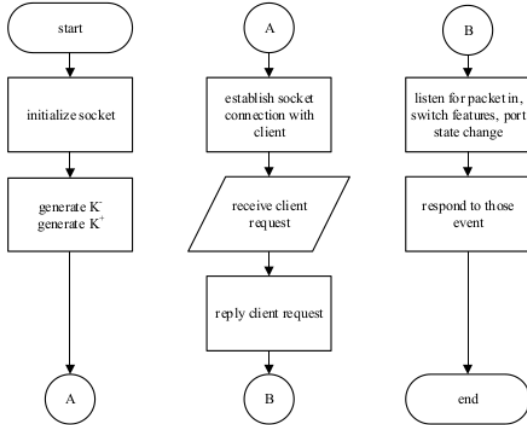 start
initialize socket
generate K⁻
generate K⁺
A
A
establish socket
connection with
client
receive client
request
reply client request
B
B
listen for packet in,
switch features, port
state change
respond to those
event
end